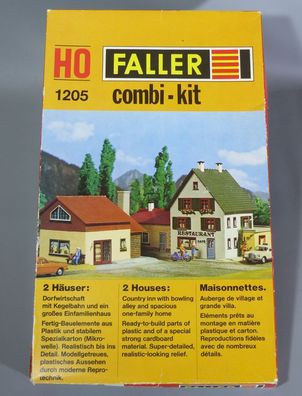 HO FALLER
1205 combi-kit
RESTAURANT
CAFE
2 Häuser:
Dorfwirtschaft
mit Kegelbahn und ein
großes Einfamilienhaus
Fertig-Bauelemente aus
Plastik und stabilem
Spezialkarton (Mikro-
welle). Realistisch bis ins
Detail. Modellgetreues,
plastisches Aussehen
durch moderne Repro-
technik.
2 Houses:
Country inn with bowling
alley and spacious
one-family home
Ready-to-build parts of
plastic and of a special
strong cardboard
material. Super-detailed,
realistic-looking relief.
Maisonnettes.
Auberge de village et
grande villa.
Eléments prêts au
montage en matière
plastique et carton.
Reproductions fidèles
avec de nombreux
détails.